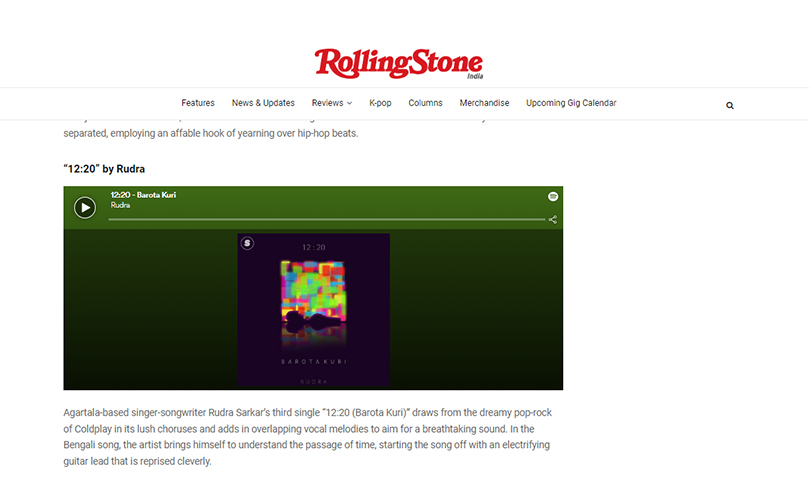 RollingStone
India
Features News & Updates Reviews K-pop Columns Merchandise Upcoming Gig Calendar
separated, employing an affable hook of yearning over hip-hop beats.
“12:20” by Rudra
12:20 - Barota Kuri
Rudra
S
12:20
BAROTA KURI
RUDRA
Agartala-based singer-songwriter Rudra Sarkar’s third single “12:20 (Barota Kuri)” draws from the dreamy pop-rock
of Coldplay in its lush choruses and adds in overlapping vocal melodies to aim for a breathtaking sound. In the
Bengali song, the artist brings himself to understand the passage of time, starting the song off with an electrifying
guitar lead that is reprised cleverly.